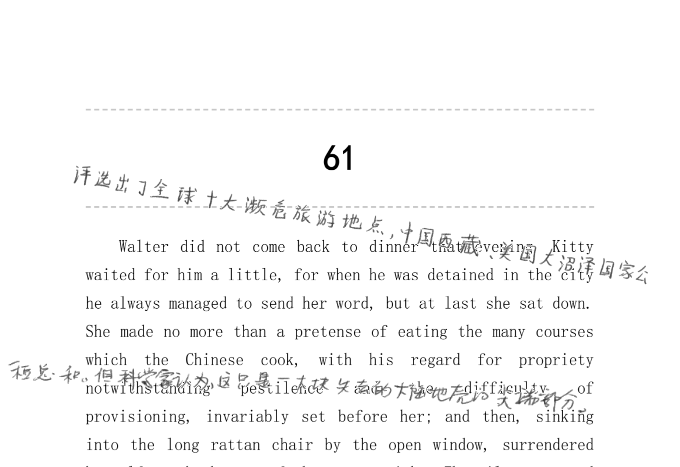 61
评选出了全球十大濒危旅游地点,中国西藏、美国大沼泽国家公
Walter did not come back to dinner that evening. Kitty
waited for him a little, for when he was detained in the city
he always managed to send her word, but at last she sat down.
She made no more than a pretense of eating the many courses
which the Chinese cook, with his regard for propriety
积总和。但科学家认为,这只是一大块失去的大陆地壳的尖端部分。
notwithstanding pestilence and the difficulty of
provisioning, invariably set before her; and then, sinking
into the long rattan chair by the open window, surrendered